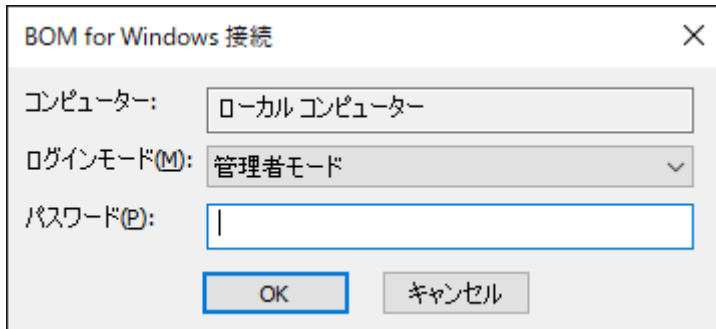 BOM for Windows 接続
コンピューター: ローカル コンピューター
ログインモード(M): 管理者モード
パスワード(P):
OK キャンセル